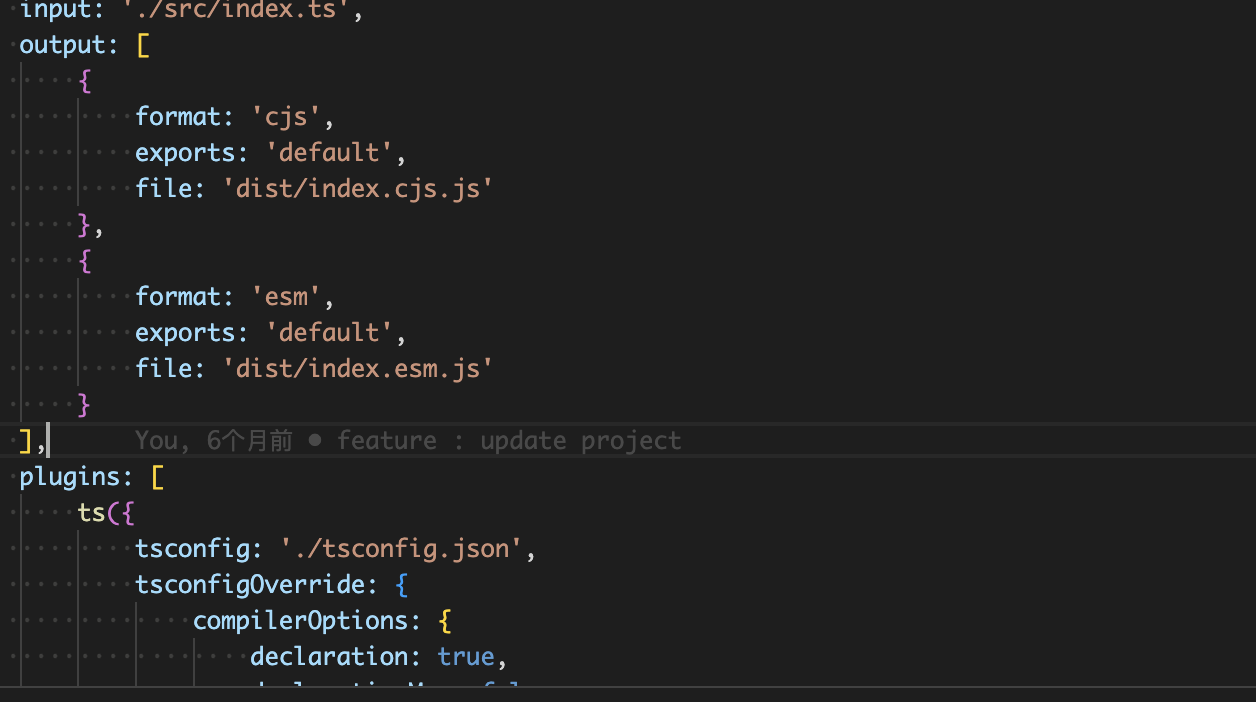 input: './src/index.ts',
output: [
{
format: 'cjs',
exports: 'default',
file: 'dist/index.cjs.js'
},
{
format: 'esm',
exports: 'default',
file: 'dist/index.esm.js'
}
], You, 6个月前 • feature : update project
plugins: [
ts({
tsconfig: './tsconfig.json',
tsconfigOverride: {
compilerOptions: {
declaration: true,